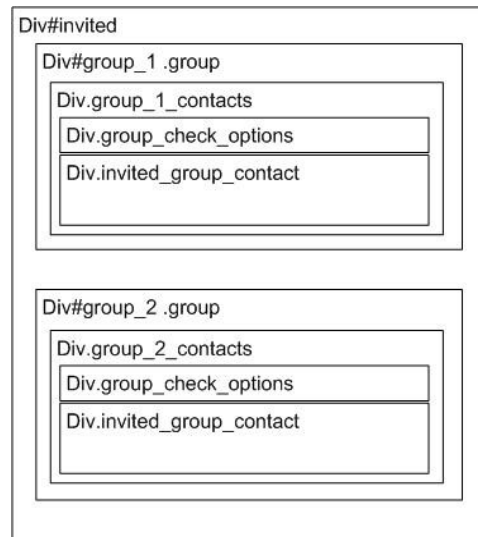 Div#invited
Div#group_1 .group
Div.group_1_contacts
Div.group_check_options
Div.invited_group_contact
Div#group_2 .group
Div.group_2_contacts
Div.group_check_options
Div.invited_group_contact